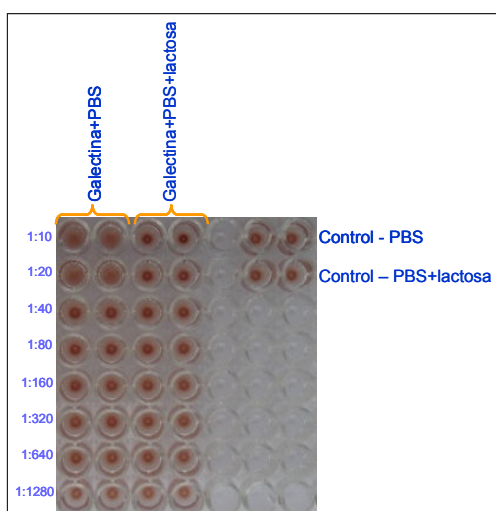 Galectina+PBS
Galectina+PBS+lactosa
1:10
Control - PBS
1:20
Control – PBS+lactosa
1:40
1:80
1:160
1:320
1:640
1:1280